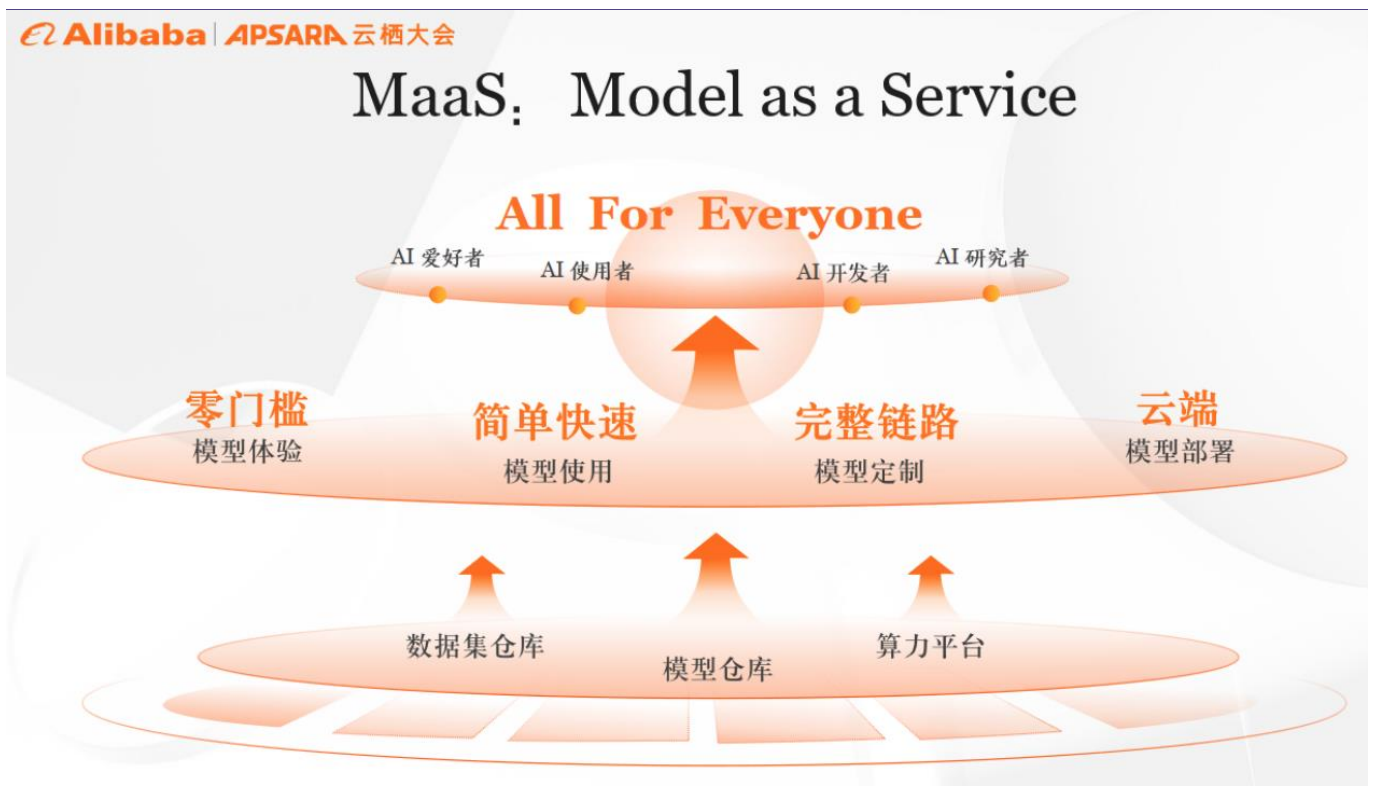 Alibaba | APSARA 云栖大会
MaaS： Model as a Service
All For Everyone
AI 爱好者
AI 使用者
AI 开发者
AI 研究者
零门槛
模型体验
简单快速
模型使用
完整链路
模型定制
云端
模型部署
数据集仓库
模型仓库
算力平台